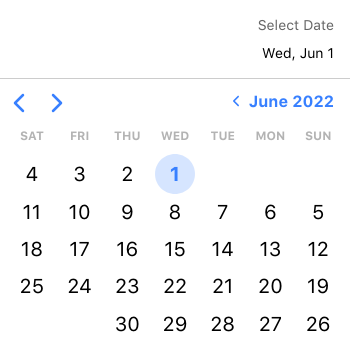 Select Date
Wed, Jun 1
June 2022
SAT FRI THU WED TUE MON SUN
4 3 2 1
11 10 9 8 7 6 5
18 17 16 15 14 13 12
25 24 23 22 21 20 19
30 29 28 27 26